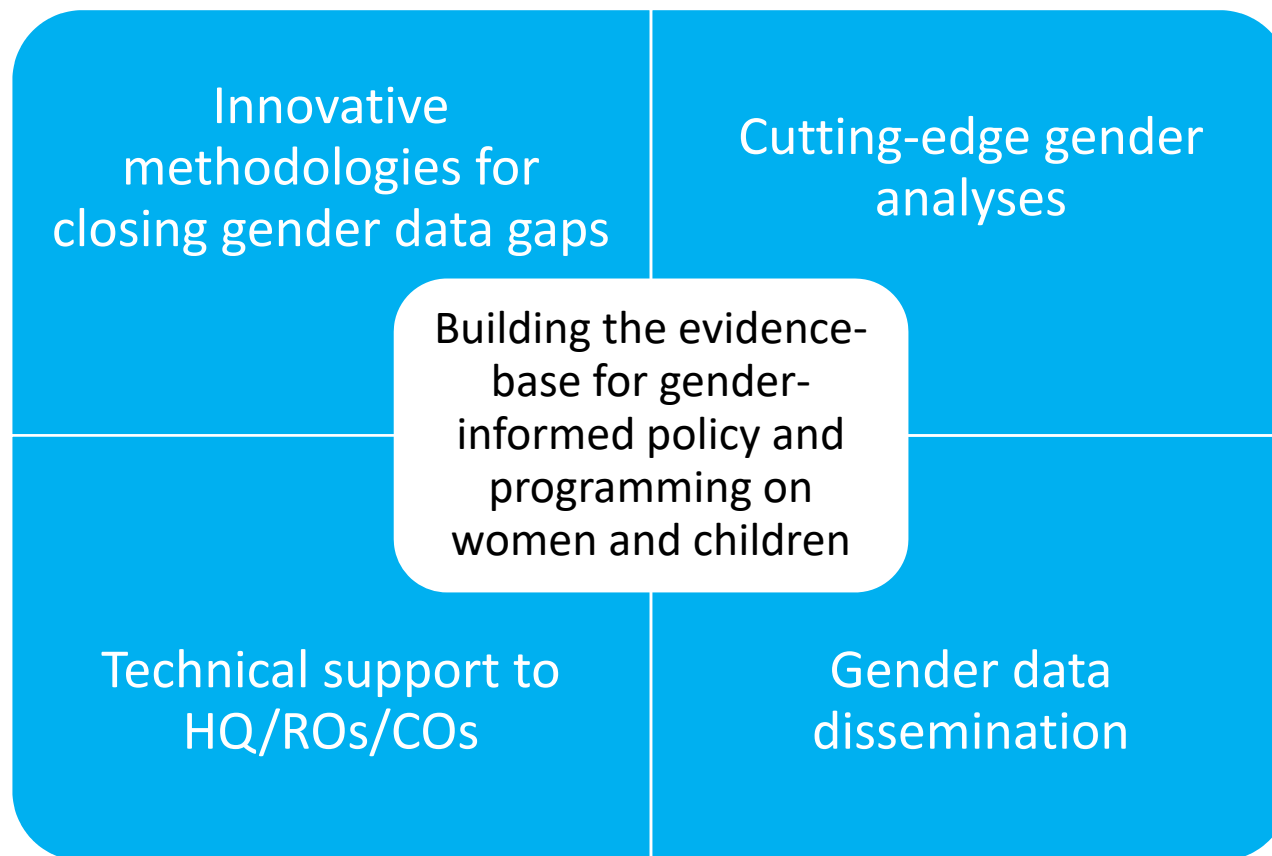 Innovative
methodologies for
closing gender data gaps
Cutting-edge gender
analyses
Building the evidence-
base for gender-
informed policy and
programming on
women and children
Technical support to
HQ/ROs/COs
Gender data
dissemination